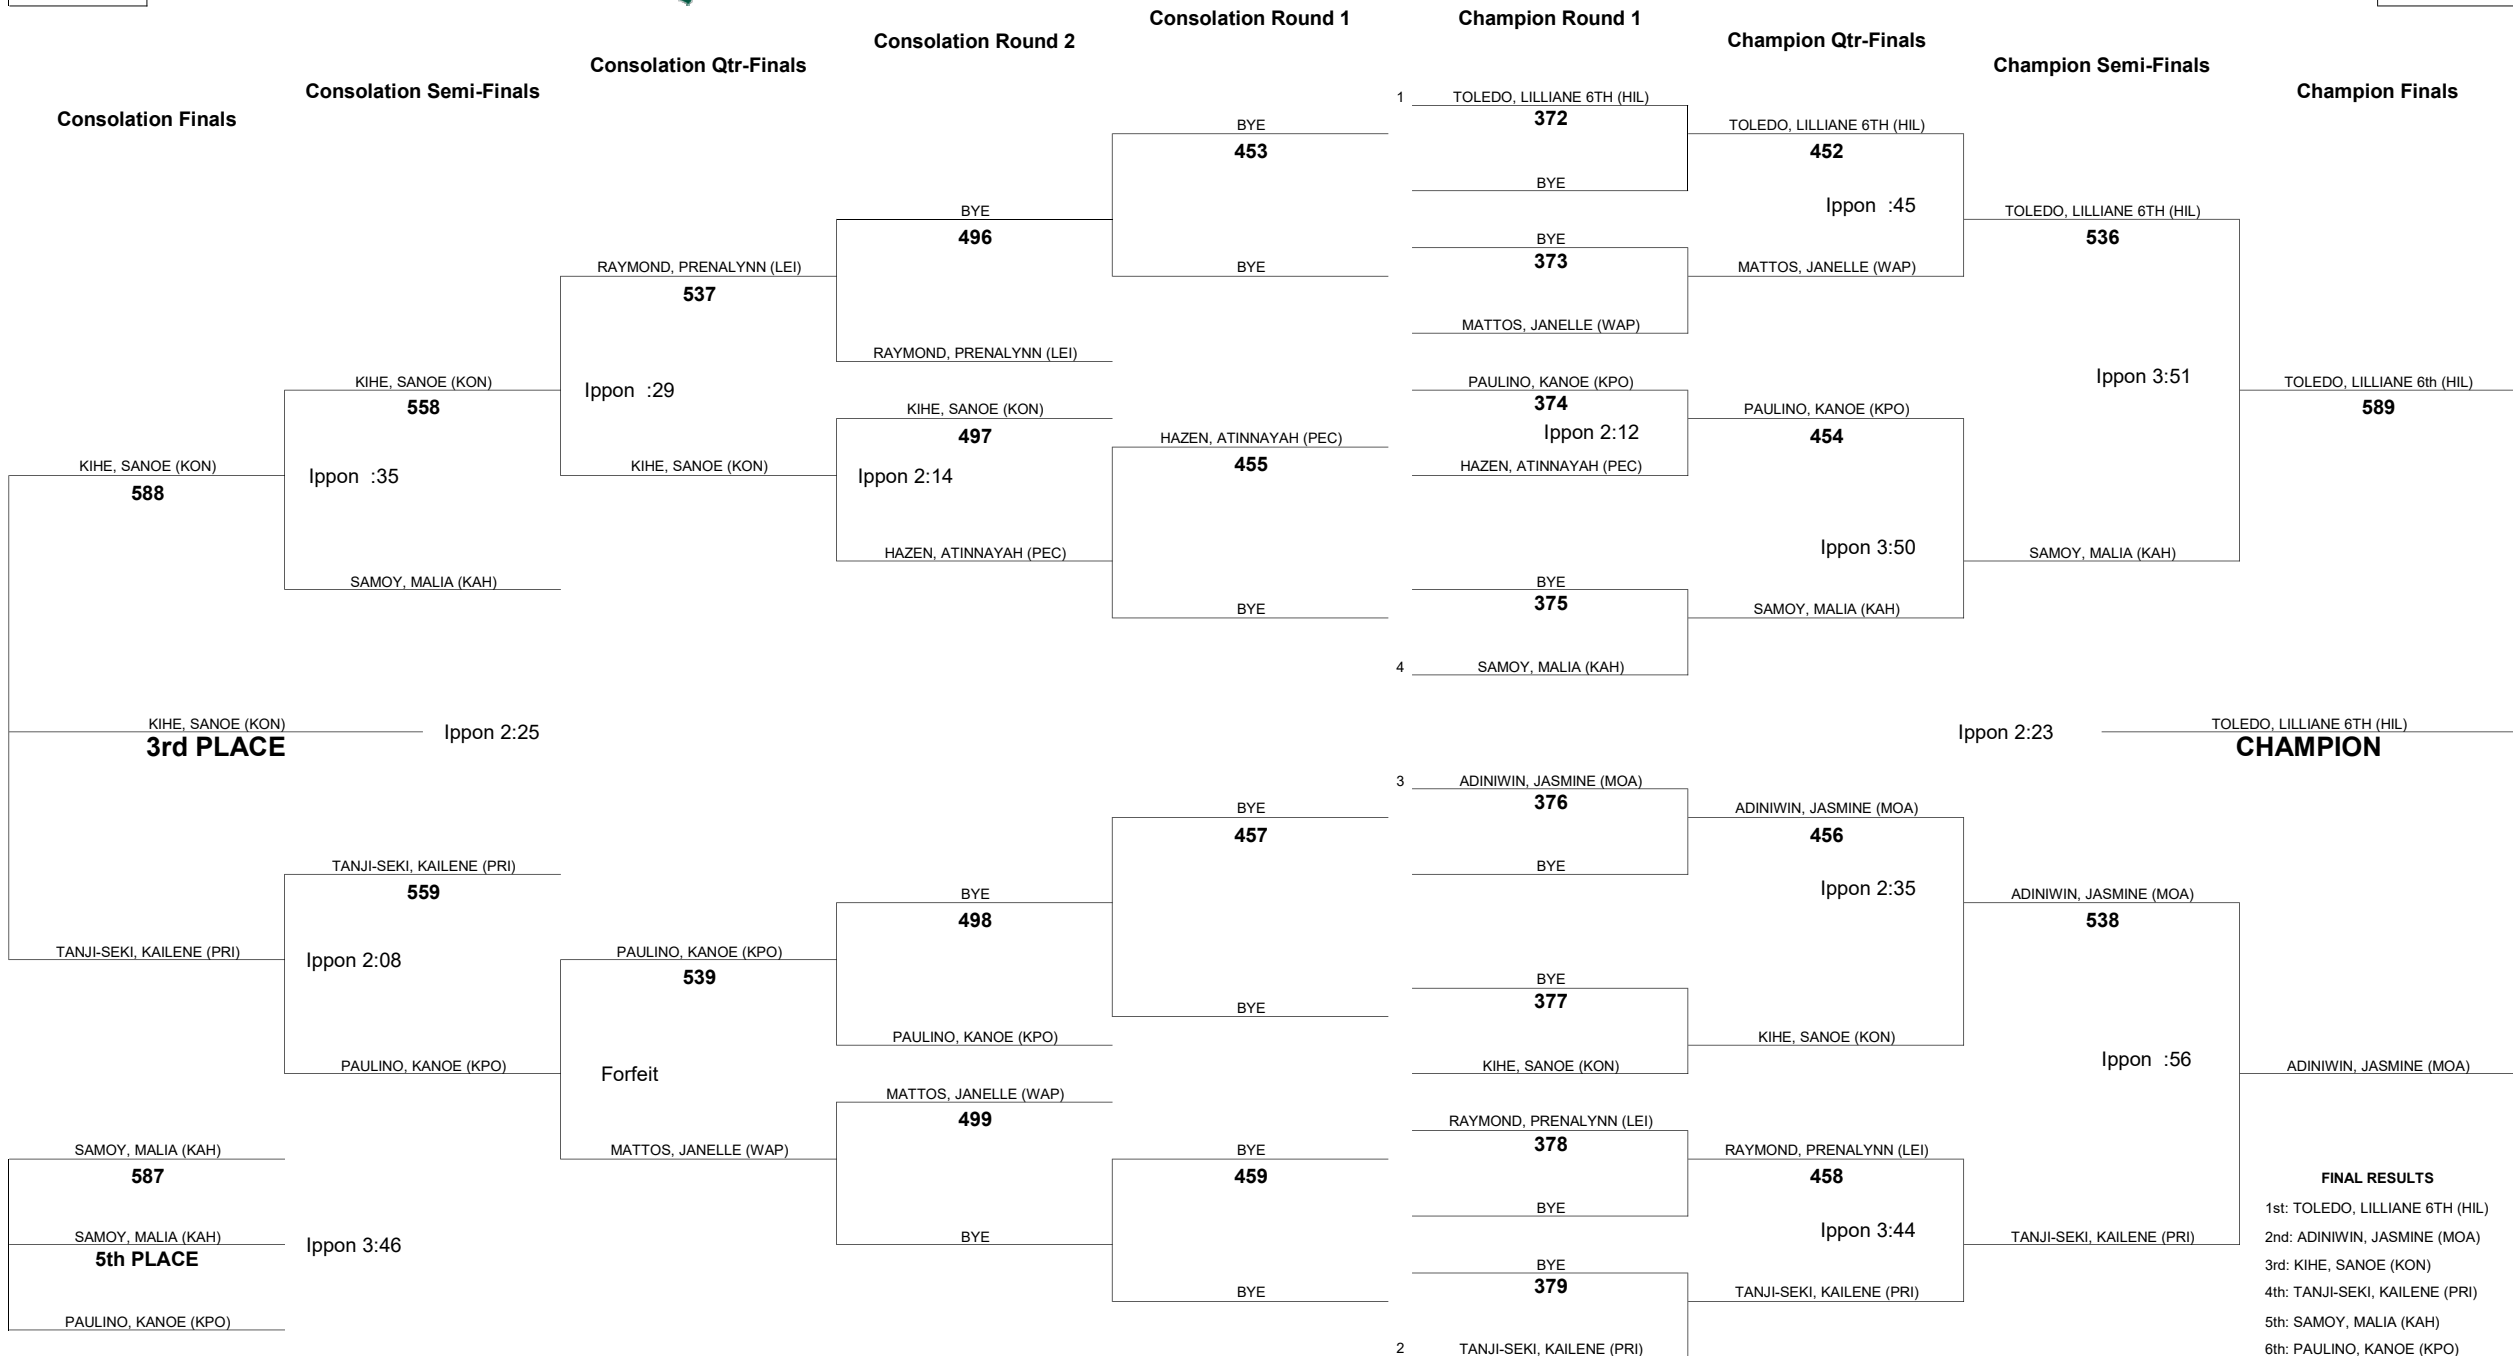 Consolation Round 1
Champion Round 1
Consolation Round 2
Champion Qtr-Finals
Consolation Qtr-Finals
Champion Semi-Finals
Consolation Semi-Finals
Champion Finals
Consolation Finals
1 TOLEDO, LILLIANE 6TH (HIL)
372
BYE
453
TOLEDO, LILLIANE 6TH (HIL)
452
BYE
Ippon :45
BYE
496
TOLEDO, LILLIANE 6TH (HIL)
536
BYE
373
RAYMOND, PRENALYNN (LEI)
537
BYE
MATTOS, JANELLE (WAP)
MATTOS, JANELLE (WAP)
RAYMOND, PRENALYNN (LEI)
Ippon 3:51
KIHE, SANOE (KON)
558
Ippon :29
PAULINO, KANOE (KPO)
374
TOLEDO, LILLIANE 6th (HIL)
589
KIHE, SANOE (KON)
497
PAULINO, KANOE (KPO)
454
Ippon 2:12
HAZEN, ATINNAYAH (PEC)
455
KIHE, SANOE (KON)
588
Ippon :35
KIHE, SANOE (KON)
Ippon 2:14
HAZEN, ATINNAYAH (PEC)
HAZEN, ATINNAYAH (PEC)
Ippon 3:50
SAMOY, MALIA (KAH)
SAMOY, MALIA (KAH)
BYE
375
BYE
SAMOY, MALIA (KAH)
4 SAMOY, MALIA (KAH)
KIHE, SANOE (KON)
3rd PLACE
Ippon 2:25
Ippon 2:23
TOLEDO, LILLIANE 6TH (HIL)
CHAMPION
3 ADINIWIN, JASMINE (MOA)
376
BYE
457
ADINIWIN, JASMINE (MOA)
456
TANJI-SEKI, KAILENE (PRI)
559
BYE
Ippon 2:35
BYE
498
ADINIWIN, JASMINE (MOA)
538
TANJI-SEKI, KAILENE (PRI)
Ippon 2:08
PAULINO, KANOE (KPO)
539
BYE
377
BYE
PAULINO, KANOE (KPO)
KIHE, SANOE (KON)
PAULINO, KANOE (KPO)
Forfeit
KIHE, SANOE (KON)
Ippon :56
ADINIWIN, JASMINE (MOA)
MATTOS, JANELLE (WAP)
499
RAYMOND, PRENALYNN (LEI)
378
SAMOY, MALIA (KAH)
587
MATTOS, JANELLE (WAP)
BYE
459
RAYMOND, PRENALYNN (LEI)
458
BYE
Ippon 3:44
SAMOY, MALIA (KAH)
5th PLACE
Ippon 3:46
BYE
TANJI-SEKI, KAILENE (PRI)
BYE
379
BYE
TANJI-SEKI, KAILENE (PRI)
PAULINO, KANOE (KPO)
2 TANJI-SEKI, KAILENE (PRI)
FINAL RESULTS
1st: TOLEDO, LILLIANE 6TH (HIL)
2nd: ADINIWIN, JASMINE (MOA)
3rd: KIHE, SANOE (KON)
4th: TANJI-SEKI, KAILENE (PRI)
5th: SAMOY, MALIA (KAH)
6th: PAULINO, KANOE (KPO)